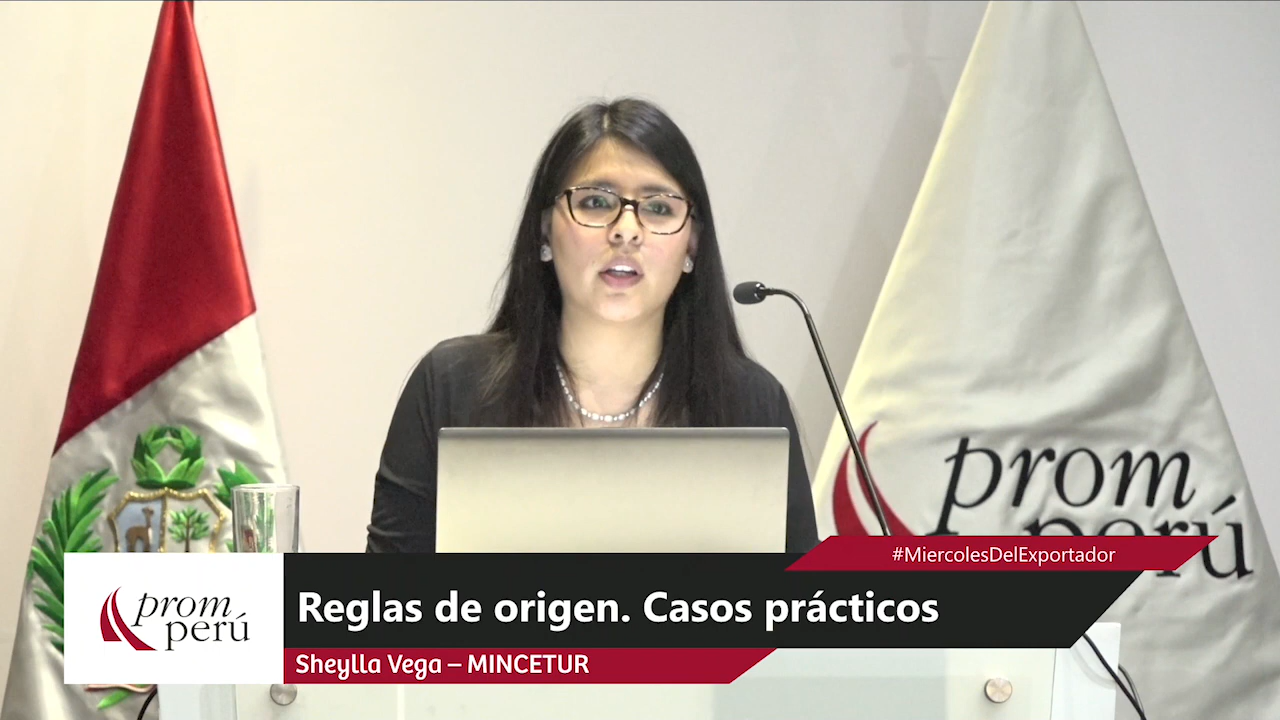 prom
perú
#MiercolesDelExportador
prom
perú
Reglas de origen. Casos prácticos
Sheylla Vega – MINCETUR